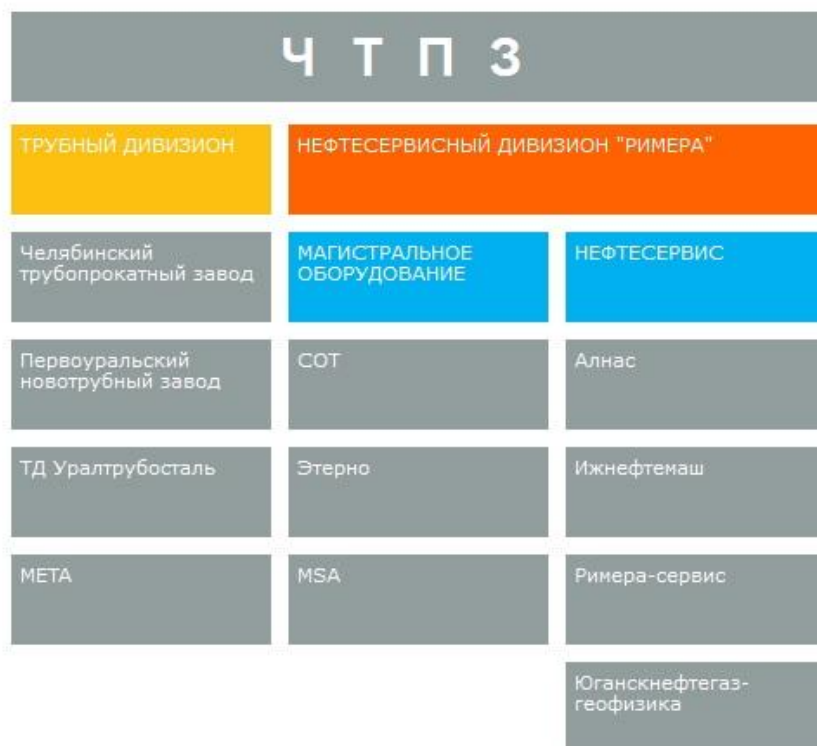 Ч Т П З
ТРУБНЫЙ ДИВИЗИОН
НЕФТЕСЕРВИСНЫЙ ДИВИЗИОН "РИМЕРА"
Челябинский
трубопрокатный завод
МАГИСТРАЛЬНОЕ
ОБОРУДОВАНИЕ
НЕФТЕСЕРВИС
Первоуральский
новотрубный завод
СОТ
Алнас
ТД Уралтрубосталь
Этерно
Ижнефтемаш
МЕТА
MSA
Римера-сервис
Юганскнефтегаз-
геофизика